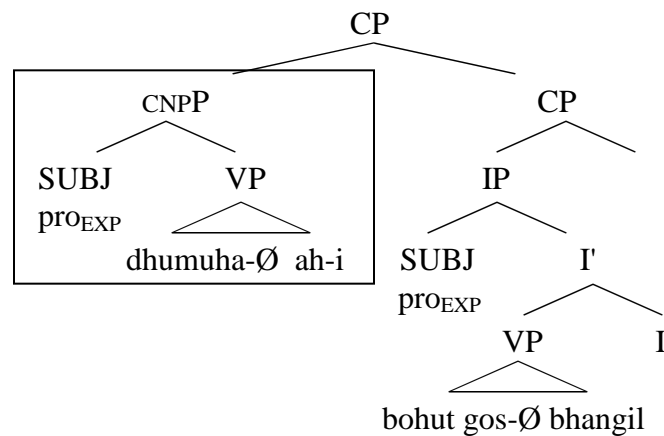 CP
CNPP CP
SUBJ VP IP
proEXP
dhumuha-Ø ah-i SUBJ I'
proEXP
VP I
bohut gos-Ø bhangil